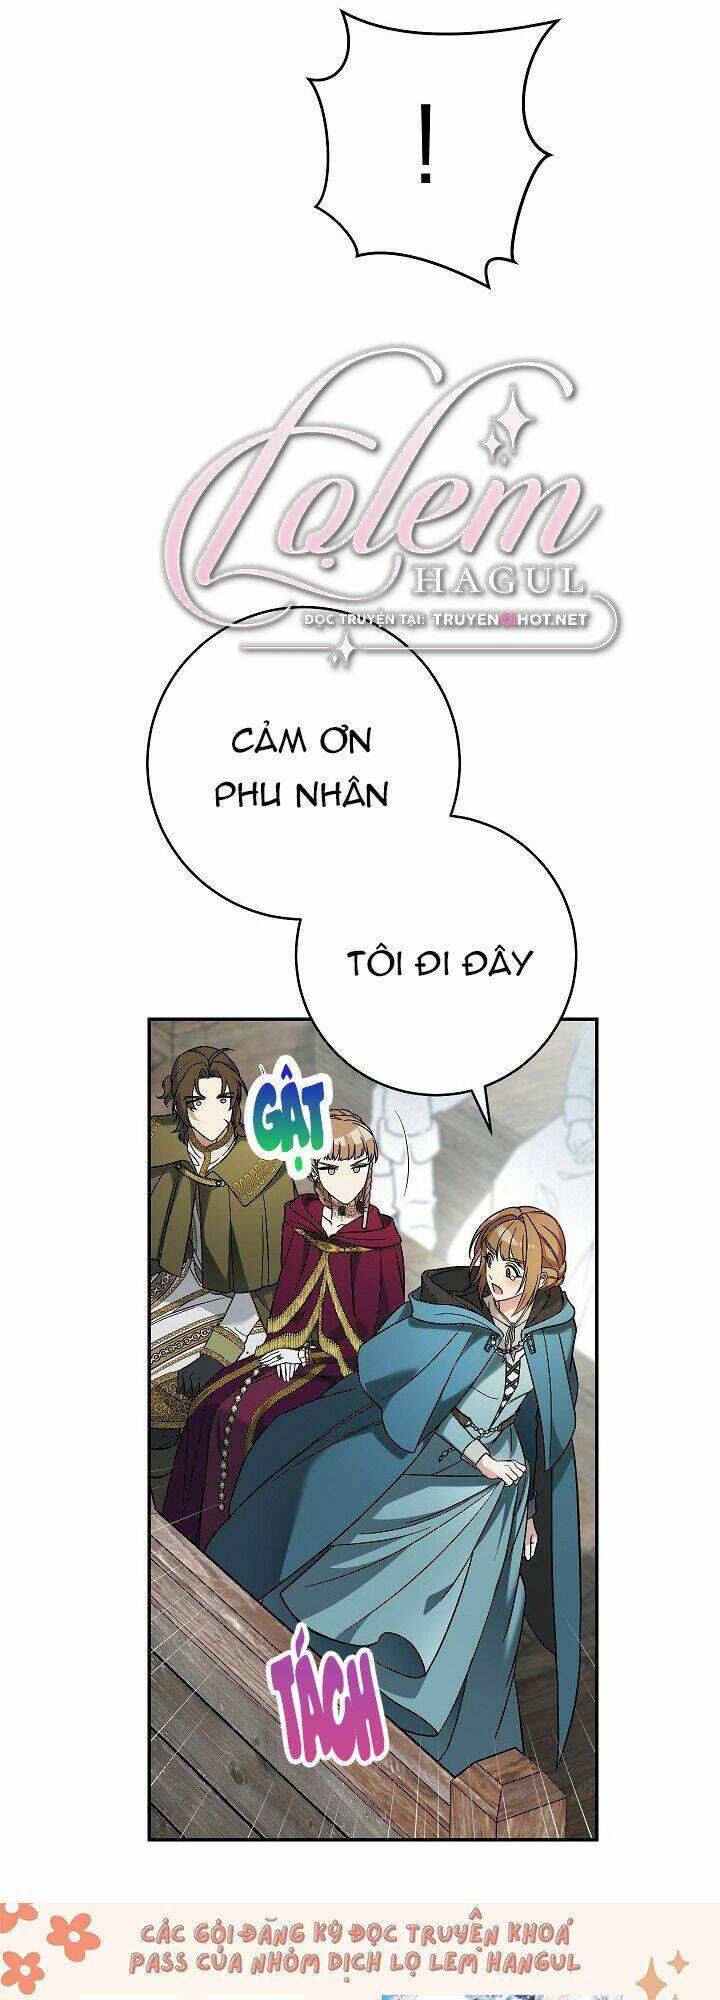 !
Lọlem
HAGUL
ĐỌC TRUYỆN TẠI: TRUYENGIHOT.NET
CẢM ƠN
PHU NHÂN
TÔI ĐI ĐÂY
GẬT
TÁCH
CÁC GÓI ĐĂNG KÝ ĐỌC TRUYỆN KHOÁ
PASS CỦA NHÓM DỊCH LỌ LEM HANGUL